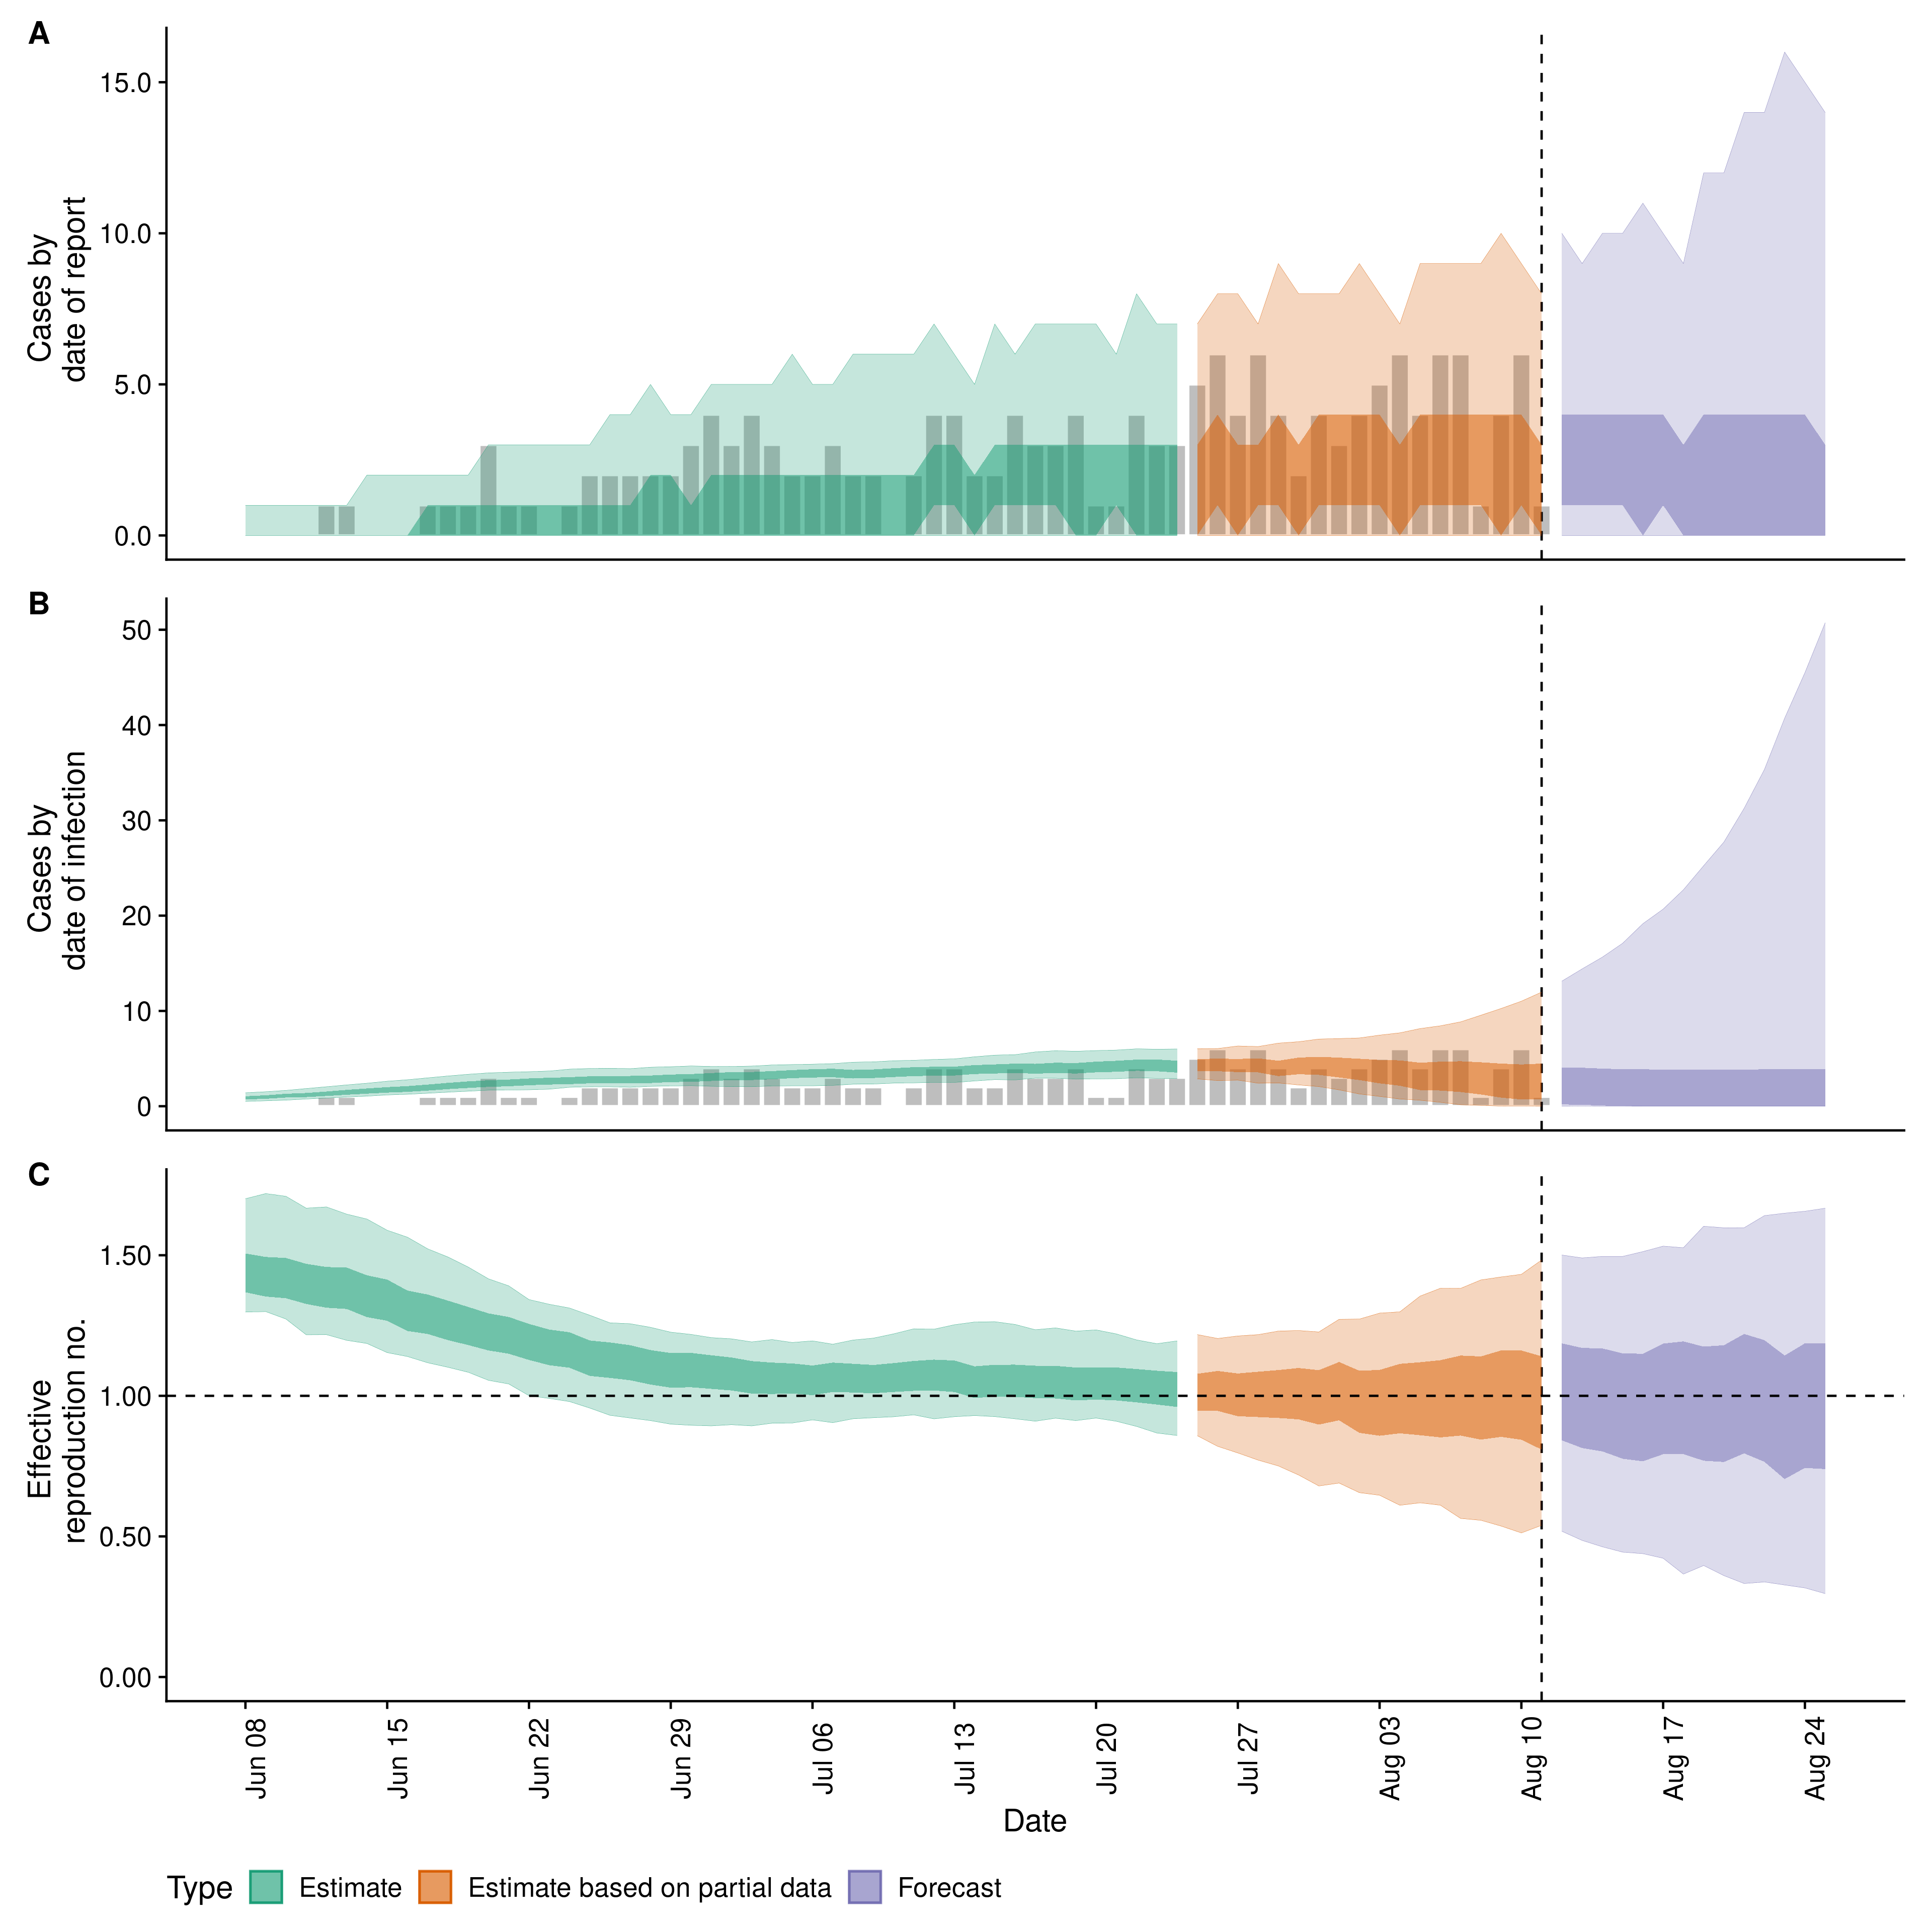 A
15.0
10.0
5.0
0.0
Cases by
date of report
B
50
40
30
20
10
0
Cases by
date of infection
C
1.50
1.00
0.50
0.00
Effective
reproduction no.
Jun 08
Jun 15
Jun 22
Jun 29
Jul 06
Jul 13
Jul 20
Jul 27
Aug 03
Aug 10
Aug 17
Aug 24
Date
Type Estimate Estimate based on partial data Forecast